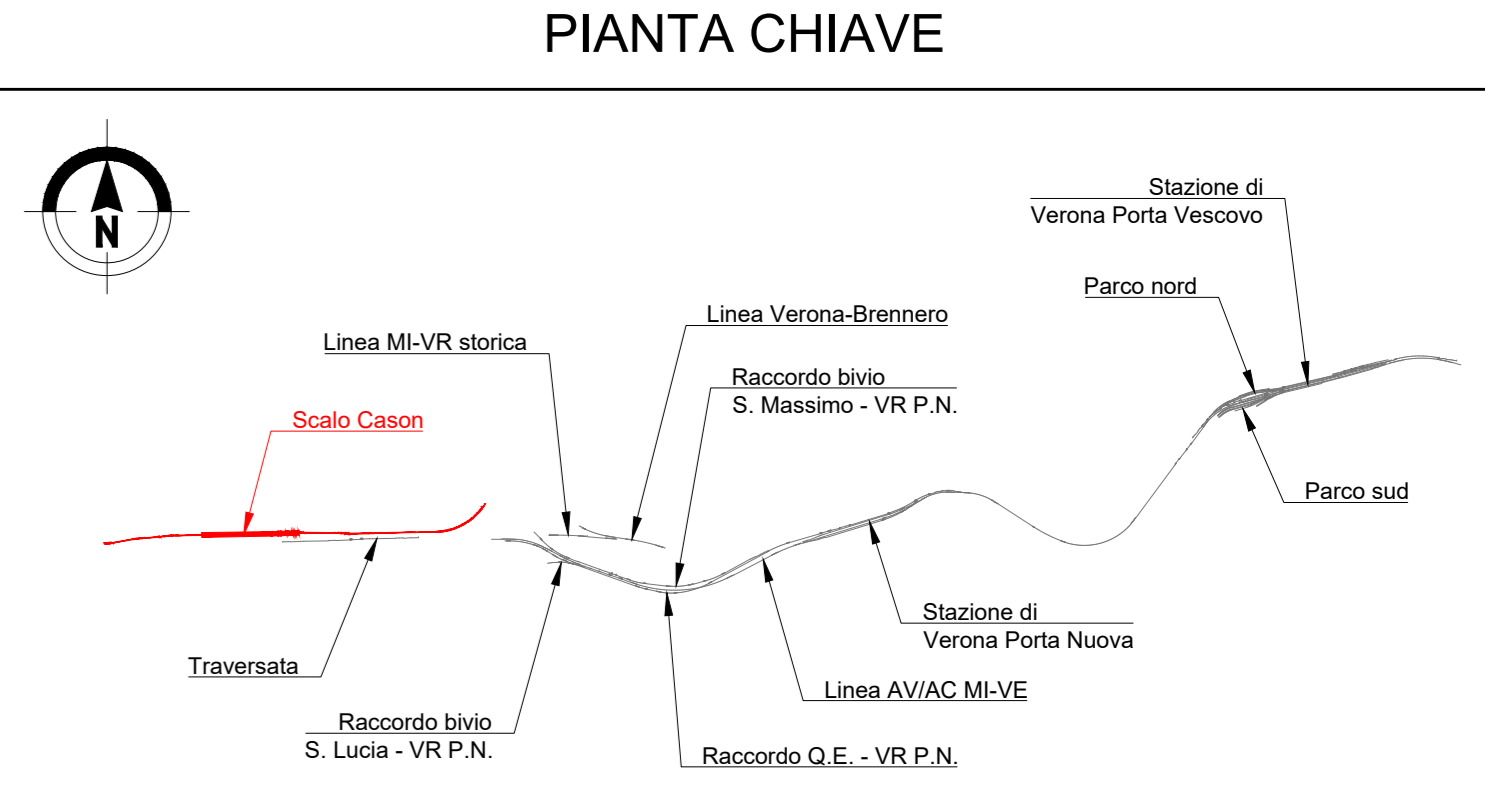 PIANTA CHIAVE
N
Stazione di
Verona Porta Vescovo
Parco nord
Linea Verona-Brennero
Linea MI-VR storica
Raccordo bivio
S. Massimo - VR P.N.
Scalo Cason
Parco sud
Stazione di
Verona Porta Nuova
Traversata
Linea AV/AC MI-VE
Raccordo bivio
S. Lucia - VR P.N.
Raccordo Q.E. - VR P.N.